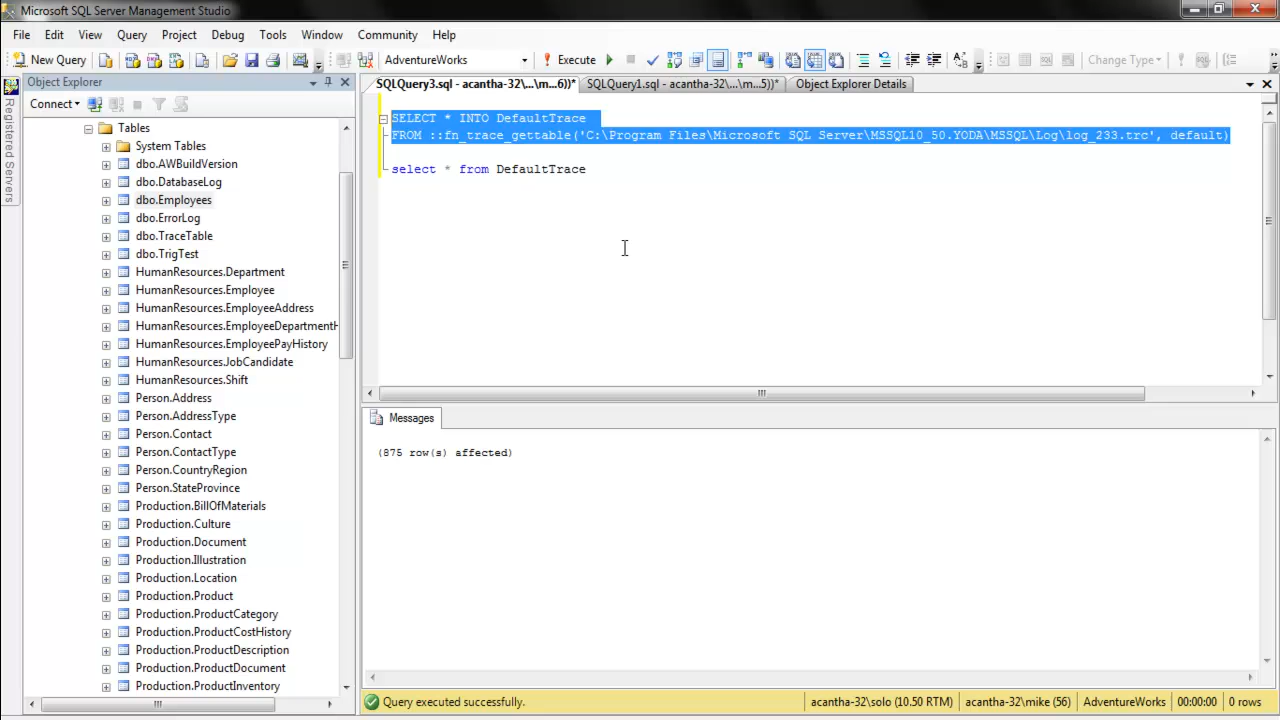 Microsoft SQL Server Management Studio
File Edit View Query Project Debug Tools Window Community Help
New Query AdventureWorks Execute Change Type
Registered Servers
Object Explorer
Connect
Tables
System Tables
dbo.AWBuildVersion
dbo.DatabaseLog
dbo.Employees
dbo.ErrorLog
dbo.TraceTable
dbo.TrigTest
HumanResources.Department
HumanResources.Employee
HumanResources.EmployeeAddress
HumanResources.EmployeeDepartmentH
HumanResources.EmployeePayHistory
HumanResources.JobCandidate
HumanResources.Shift
Person.Address
Person.AddressType
Person.Contact
Person.ContactType
Person.CountryRegion
Person.StateProvince
Production.BillOfMaterials
Production.Culture
Production.Document
Production.Illustration
Production.Location
Production.Product
Production.ProductCategory
Production.ProductCostHistory
Production.ProductDescription
Production.ProductDocument
Production.ProductInventory
SQLQuery3.sql - acantha-32\...\m...6))* SQLQuery1.sql - acantha-32\...\m...5))* Object Explorer Details
SELECT * INTO DefaultTrace
FROM ::fn_trace_gettable('C:\Program Files\Microsoft SQL Server\MSSQL10_50.YODA\MSSQL\Log\log_233.trc', default)
select * from DefaultTrace
Messages
(875 row(s) affected)
Query executed successfully. acantha-32\solo (10.50 RTM) acantha-32\mike (56) AdventureWorks 00:00:00 0 rows